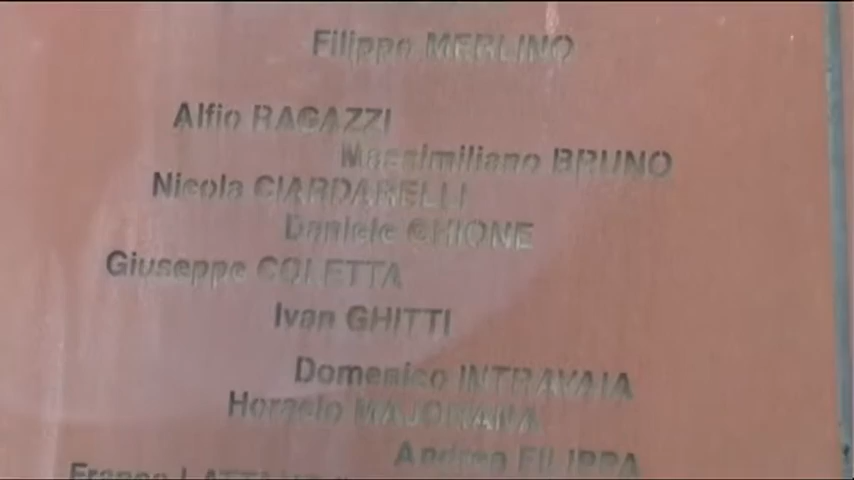 Filippo MERLINO
Alfio RAGAZZI
Massimiliano BRUNO
Nicola CIARDARELLI
Daniele GHIONE
Giuseppe COLETTA
Ivan GHITTI
Domenico INTRAVAIA
Horacio MAJORANA
Andrea FILIPPA